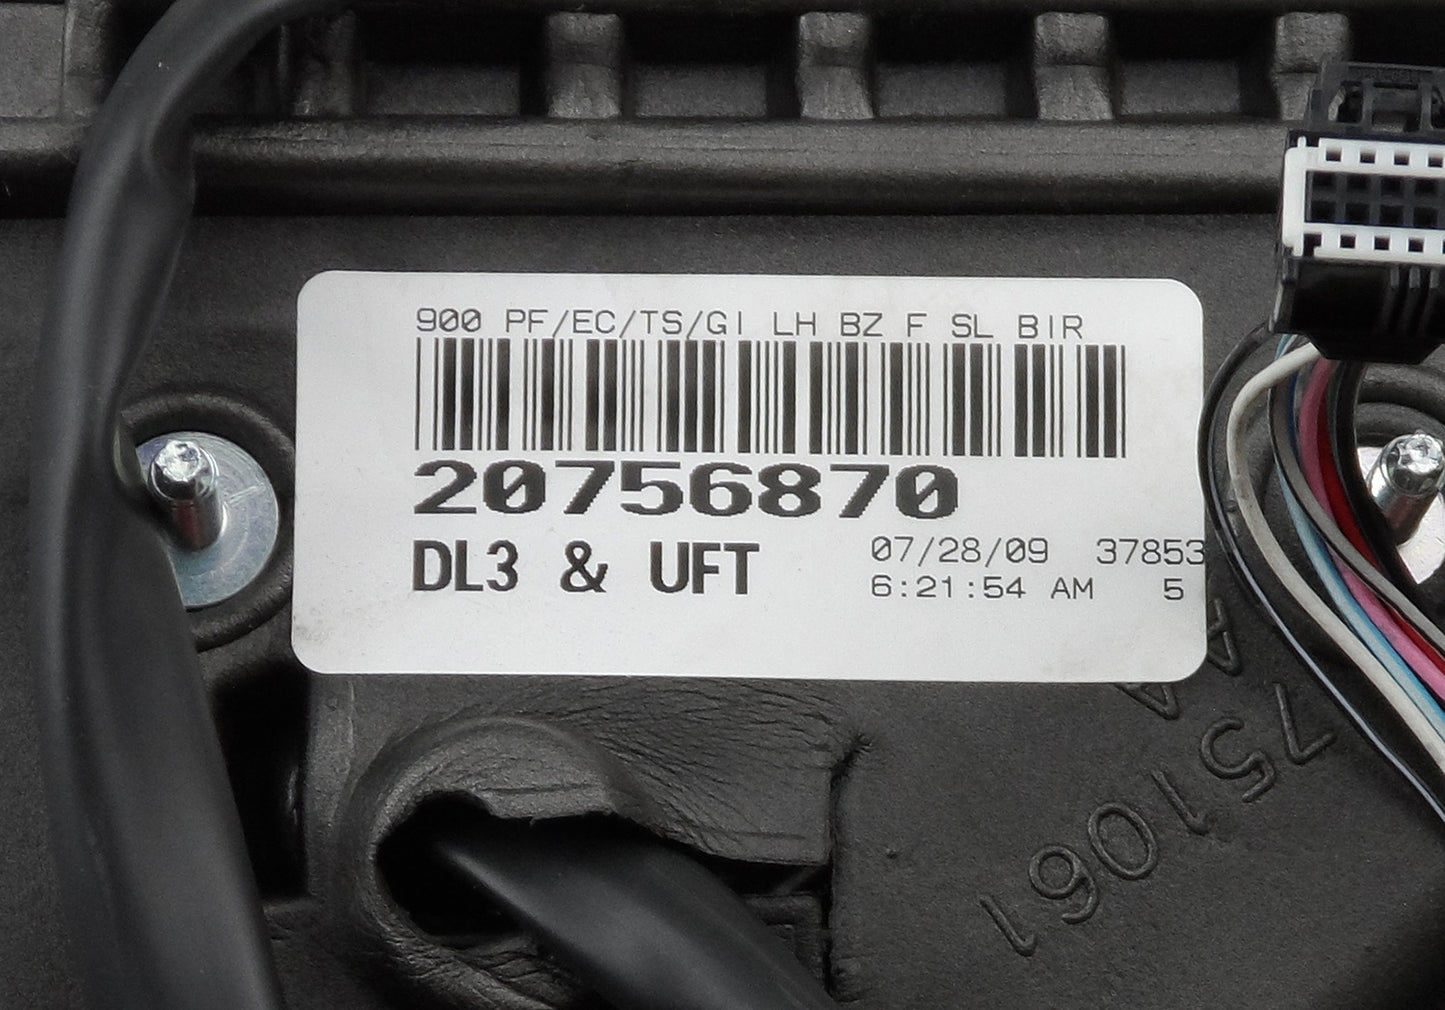 900 PF/EC/TS/GI LH BZ F SL BIR
20756870
DL3 & UFT
07/28/09 37853
6:21:54 AM 5